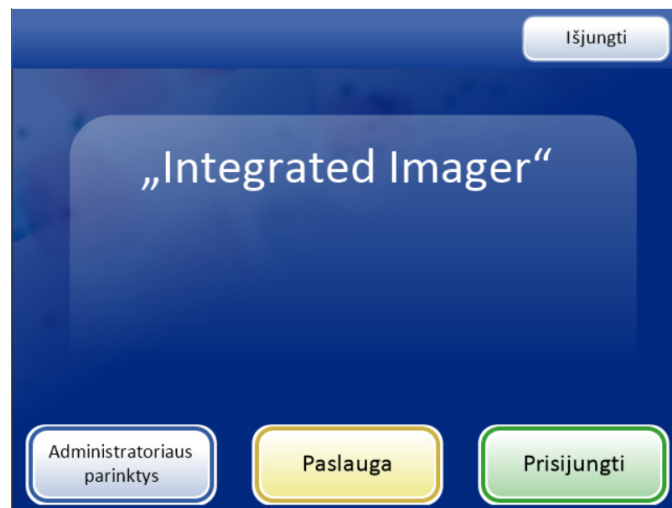 Išjungti
„Integrated Imager“
Administratoriaus
parinktys
Paslauga
Prisijungti